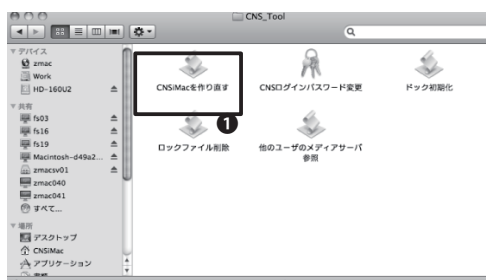 CNS_Tool
デバイス
zmac
Work
HD-160U2
共有
fs03
fs16
fs19
Macintosh-d49a2...
zmacsv01
zmac040
zmac041
すべて...
場所
デスクトップ
CNSiMac
アプリケーション
書類
CNSiMacを作り直す
CNSログインパスワード変更
ドック初期化
1
ロックファイル削除
他のユーザのメディアサーバ
参照